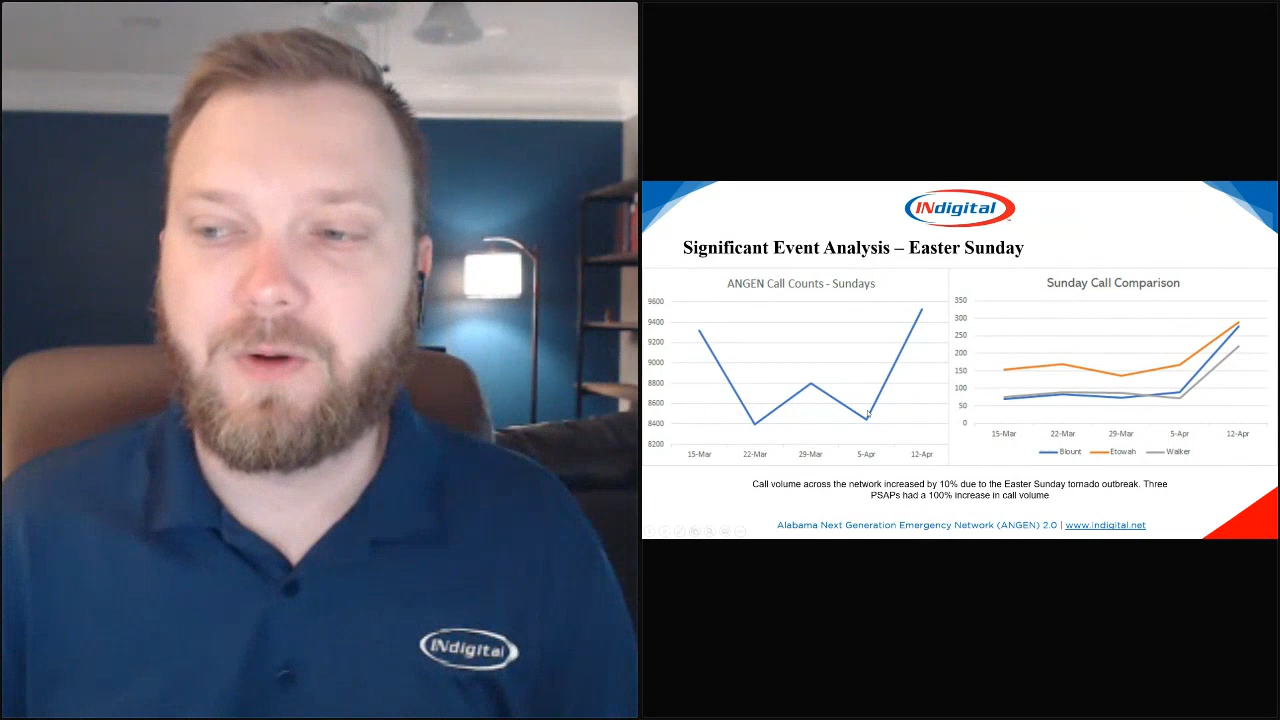 INdigital
INdigital
Significant Event Analysis – Easter Sunday
ANGEN Call Counts - Sundays
9600
9400
9200
9000
8800
8600
8400
8200
15-Mar 22-Mar 29-Mar 5-Apr 12-Apr
Sunday Call Comparison
350
300
250
200
150
100
50
0
15-Mar 22-Mar 29-Mar 5-Apr 12-Apr
Blount Etowah Walker
Call volume across the network increased by 10% due to the Easter Sunday tornado outbreak. Three
PSAPs had a 100% increase in call volume
Alabama Next Generation Emergency Network (ANGEN) 2.0 | www.indigital.net